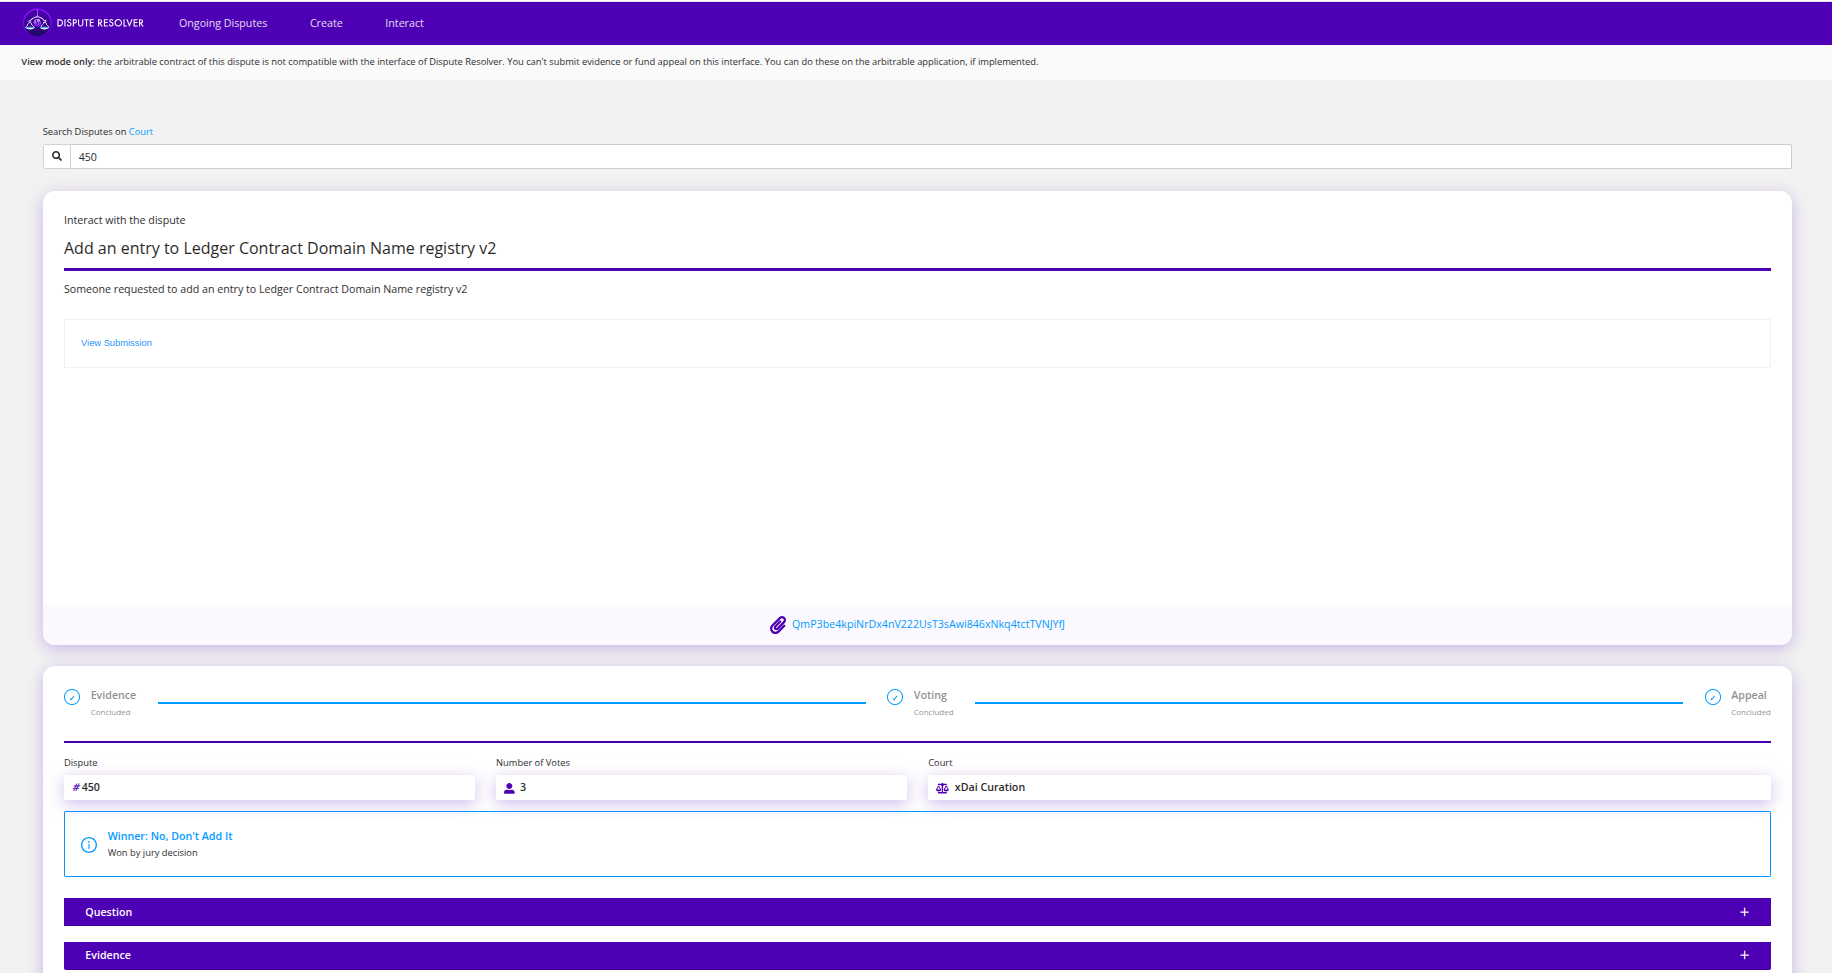 DISPUTE RESOLVER Ongoing Disputes Create Interact
View mode only: the arbitrable contract of this dispute is not compatible with the interface of Dispute Resolver. You can't submit evidence or fund appeal on this interface. You can do these on the arbitrable application, if implemented.
Search Disputes on Court
450
Interact with the dispute
Add an entry to Ledger Contract Domain Name registry v2
Someone requested to add an entry to Ledger Contract Domain Name registry v2
View Submission
QmP3be4kpiNrDx4nV222UsT3sAwi846xNkq4tctTVNJYfJ
Evidence Voting Appeal
Concluded Concluded Concluded
Dispute Number of Votes Court
#450 3 xDai Curation
Winner: No, Don't Add It
Won by jury decision
Question +
Evidence +